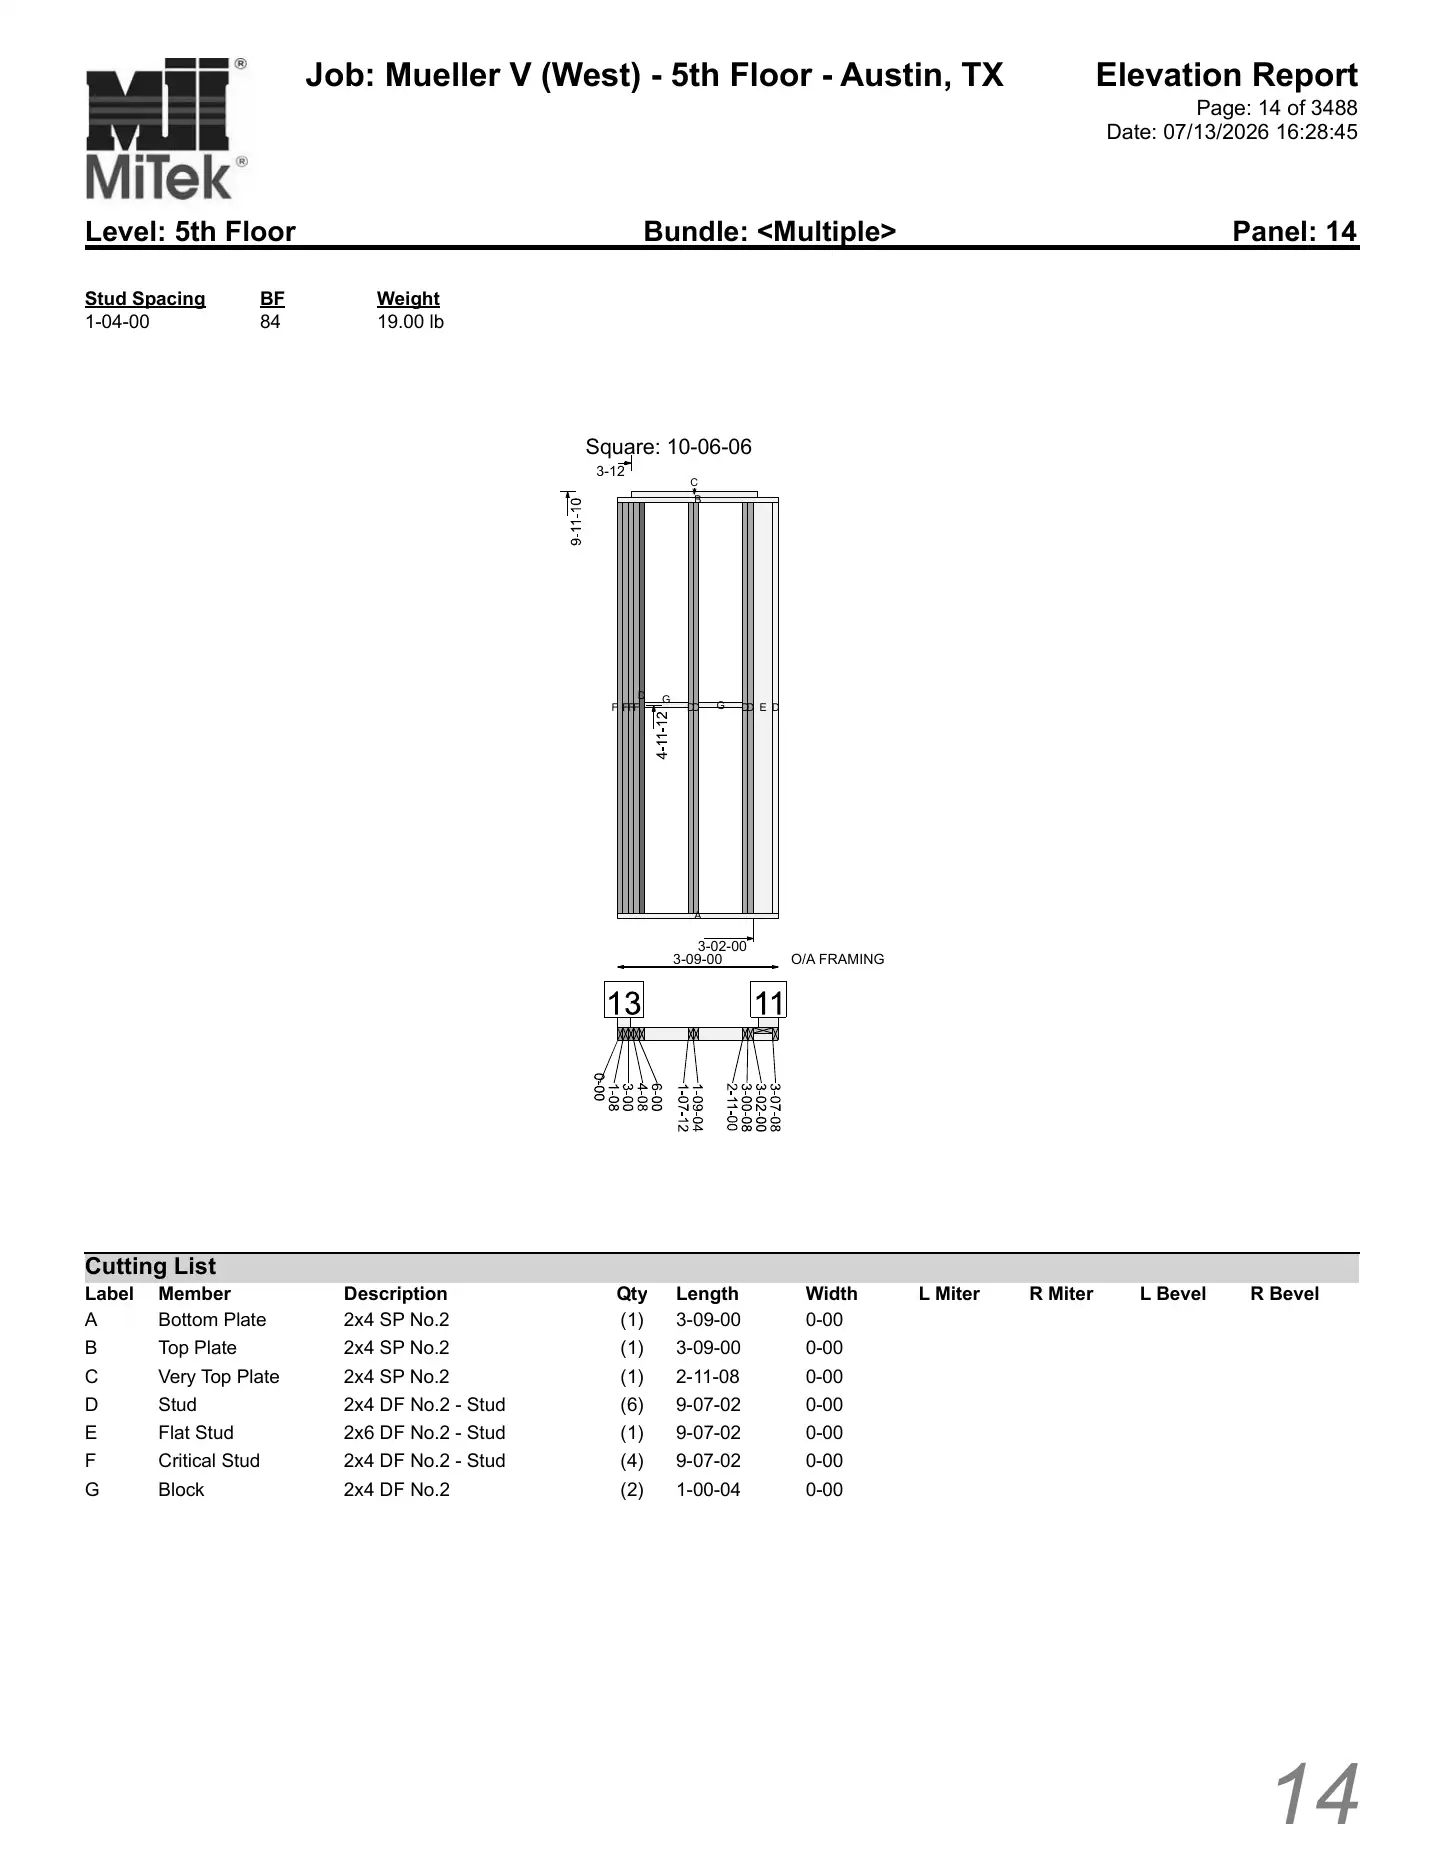 MiTek®
®
Job: Mueller V (West) - 5th Floor - Austin, TX
Elevation Report
Page: 14 of 3488
Date: 07/13/2026 16:28:45
Level: 5th Floor Bundle: <Multiple> Panel: 14
Stud Spacing BF Weight
1-04-00 84 19.00 lb
Square: 10-06-06
3-12
C
B
9-11-10
D G
F F F F D D G D D E D
4-11-12
A
3-02-00
3-09-00 O/A FRAMING
13 11
0-00
1-08
3-00
4-08
6-00
1-07-12
1-09-04
2-11-00
3-00-08
3-02-00
3-07-08
Cutting List
Label Member Description Qty Length Width L Miter R Miter L Bevel R Bevel
A Bottom Plate 2x4 SP No.2 (1) 3-09-00 0-00
B Top Plate 2x4 SP No.2 (1) 3-09-00 0-00
C Very Top Plate 2x4 SP No.2 (1) 2-11-08 0-00
D Stud 2x4 DF No.2 - Stud (6) 9-07-02 0-00
E Flat Stud 2x6 DF No.2 - Stud (1) 9-07-02 0-00
F Critical Stud 2x4 DF No.2 - Stud (4) 9-07-02 0-00
G Block 2x4 DF No.2 (2) 1-00-04 0-00
14